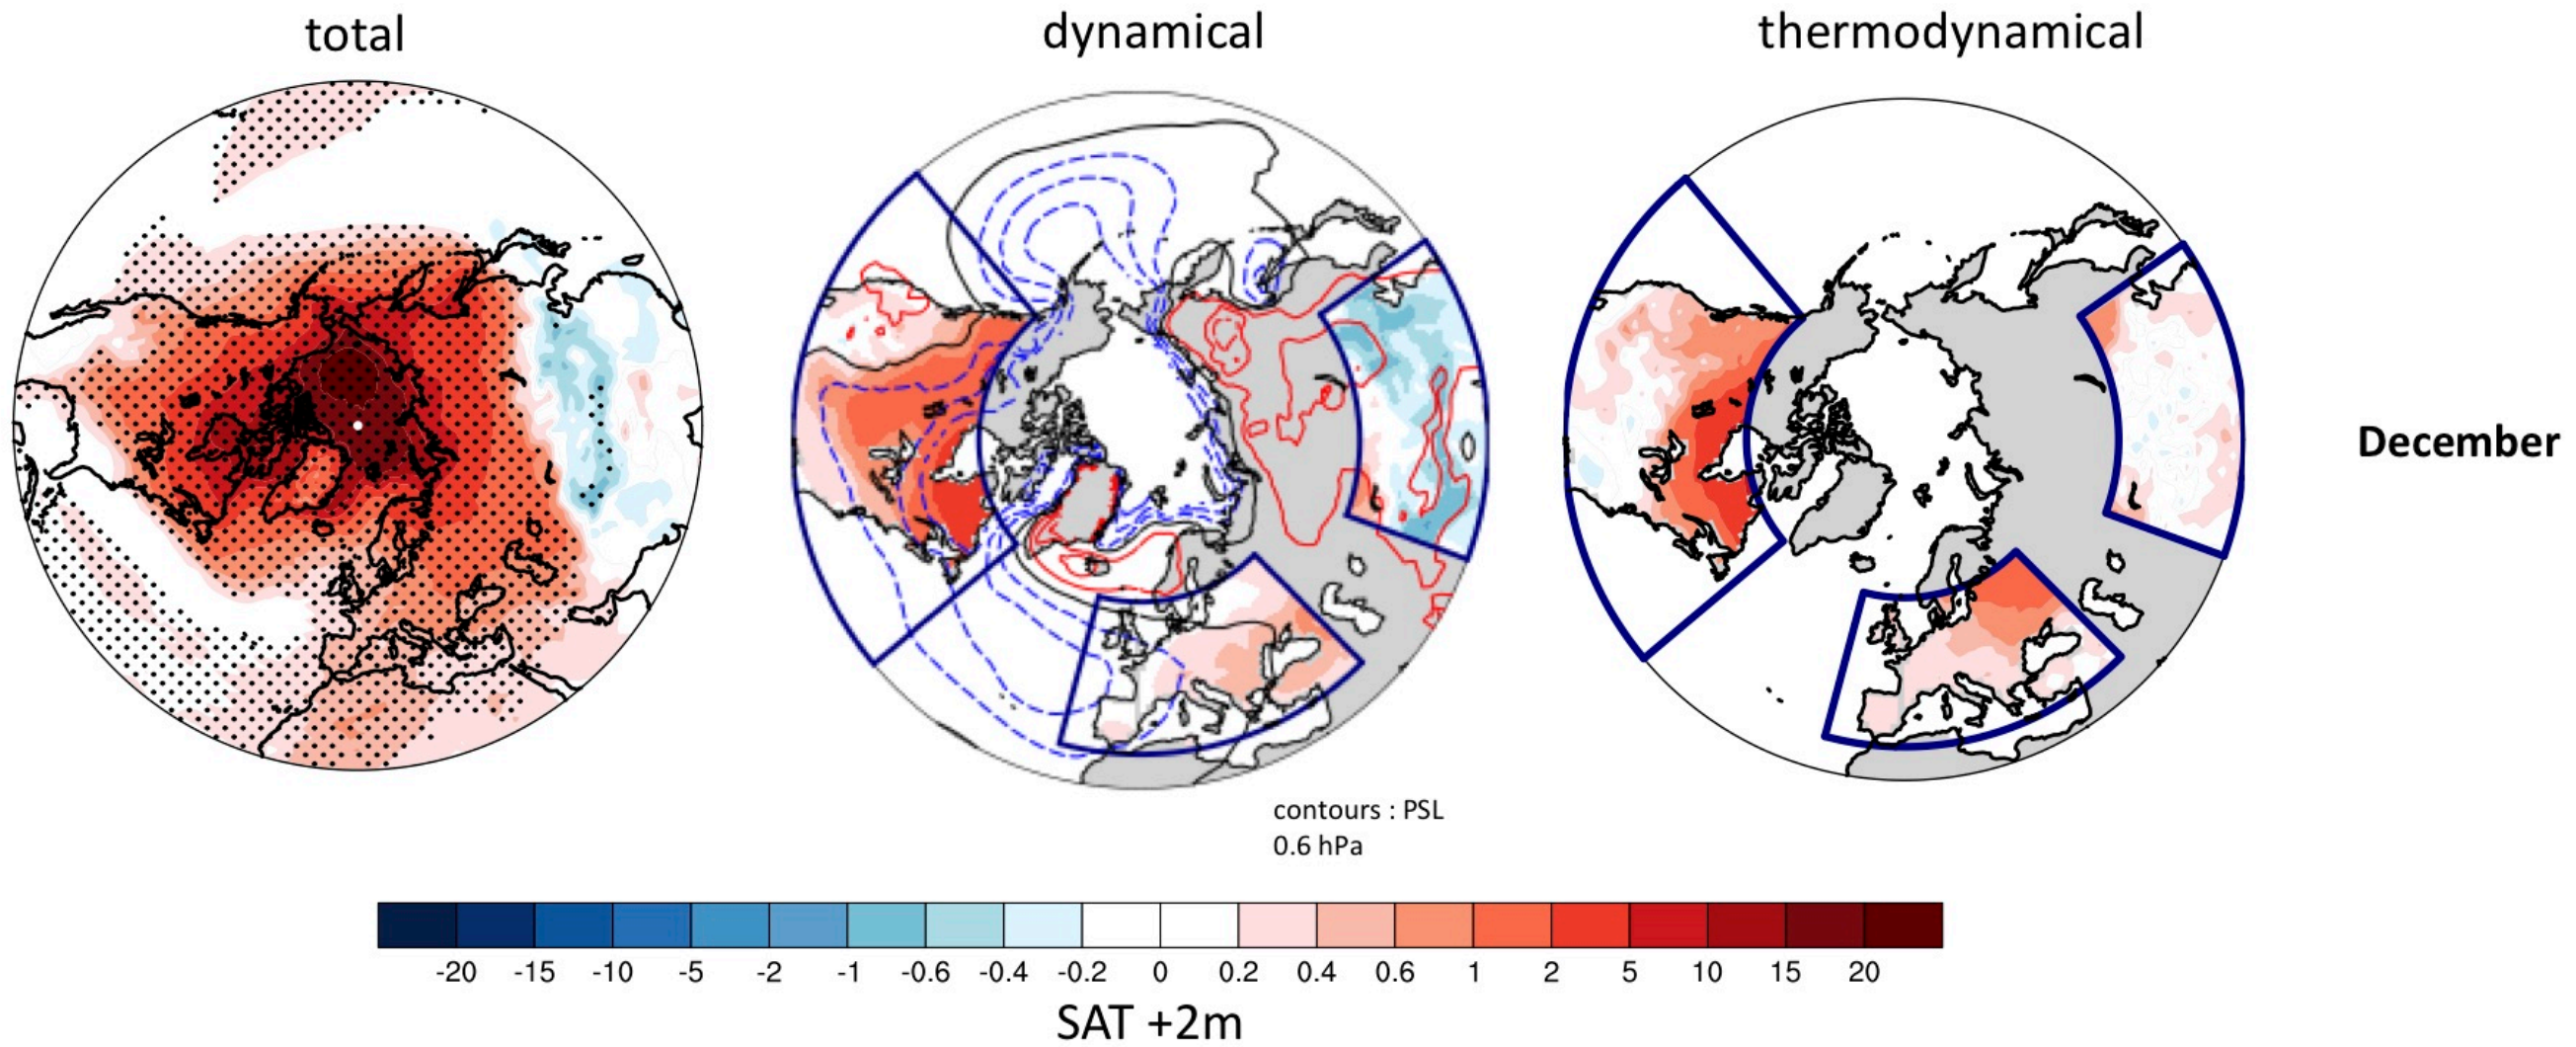 total
dynamical
thermodynamical
December
contours : PSL
0.6 hPa
-20 -15 -10 -5 -2 -1 -0.6 -0.4 -0.2 0 0.2 0.4 0.6 1 2 5 10 15 20
SAT +2m